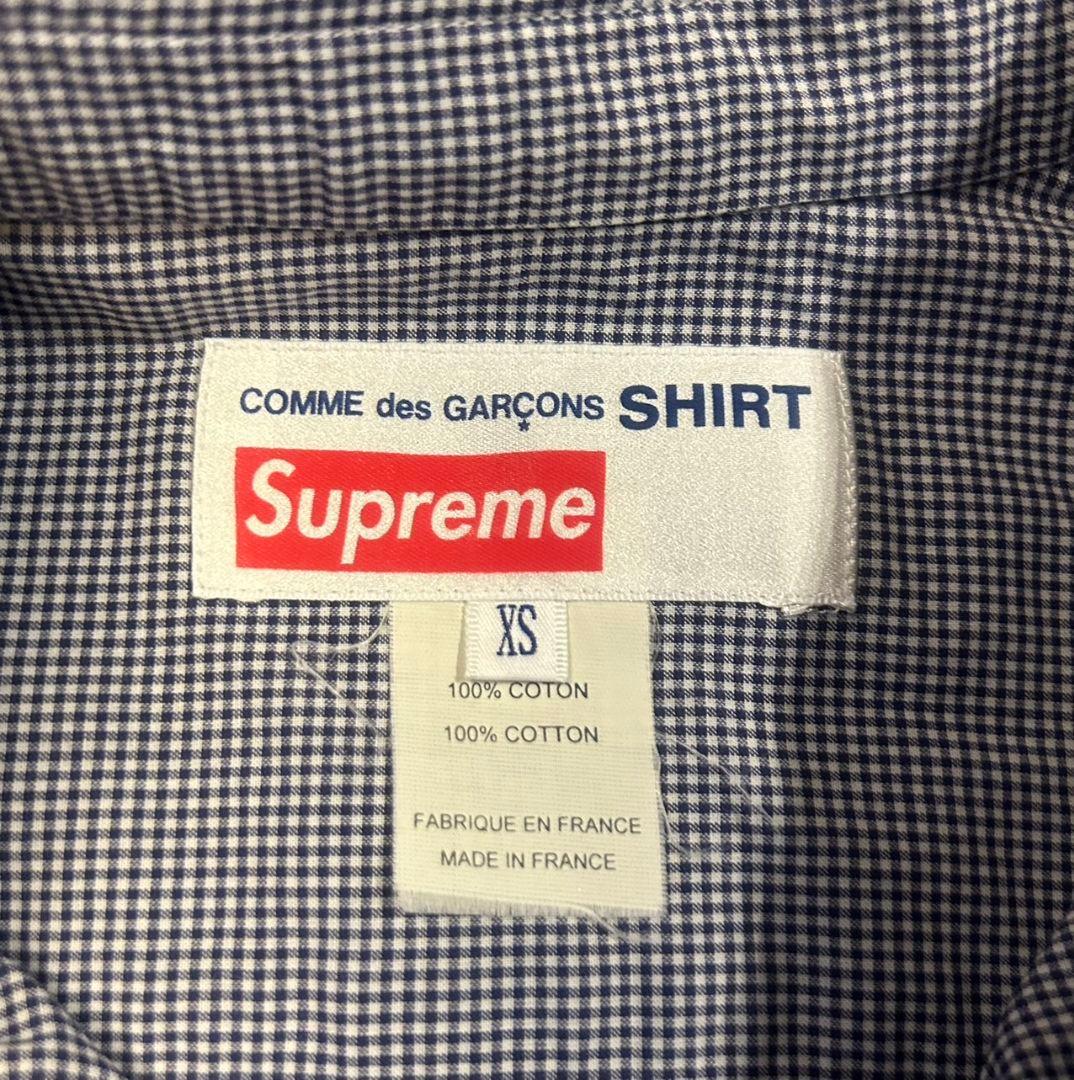 COMME des GARÇONS SHIRT
Supreme
XS
100% COTON
100% COTTON
FABRIQUE EN FRANCE
MADE IN FRANCE